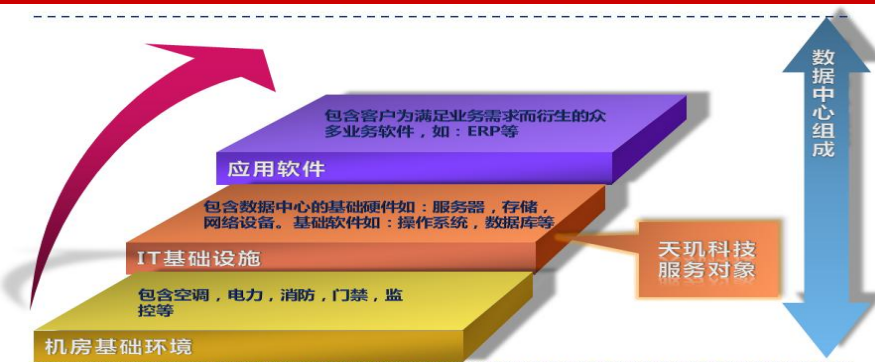 包含客户为满足业务需求而衍生的众
多业务软件，如：ERP等
应用软件
包含数据中心的基础硬件如：服务器，存储，
网络设备。基础软件如：操作系统，数据库等
IT基础设施
包含空调，电力，消防，门禁，监
控等
机房基础环境
天玑科技
服务对象
数据中心组成